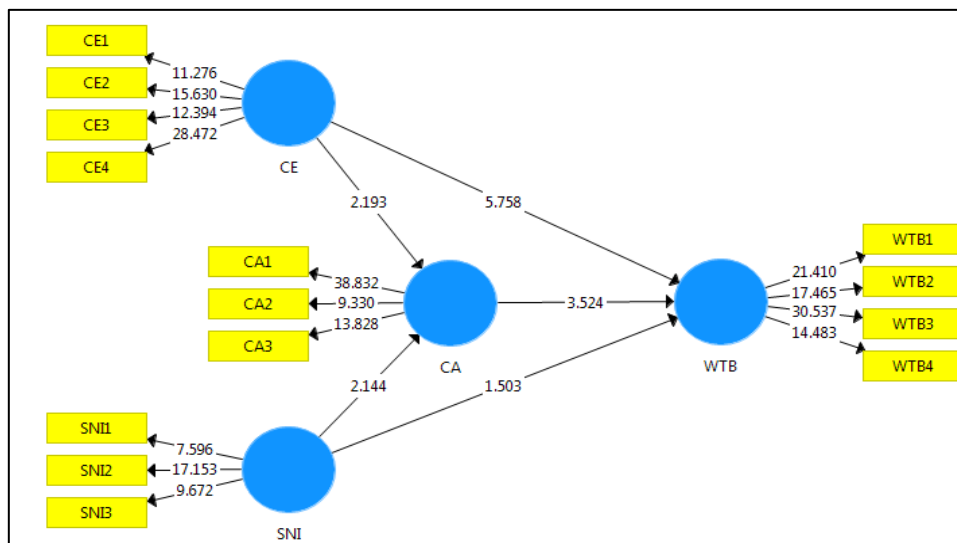 CE1
CE2
CE3
CE4
11.276
15.630
12.394
28.472
CE
2.193
5.758
CA1
CA2
CA3
38.832
9.330
13.828
CA
3.524
WTB
21.410
17.465
30.537
14.483
WTB1
WTB2
WTB3
WTB4
2.144
1.503
SNI1
SNI2
SNI3
7.596
17.153
9.672
SNI